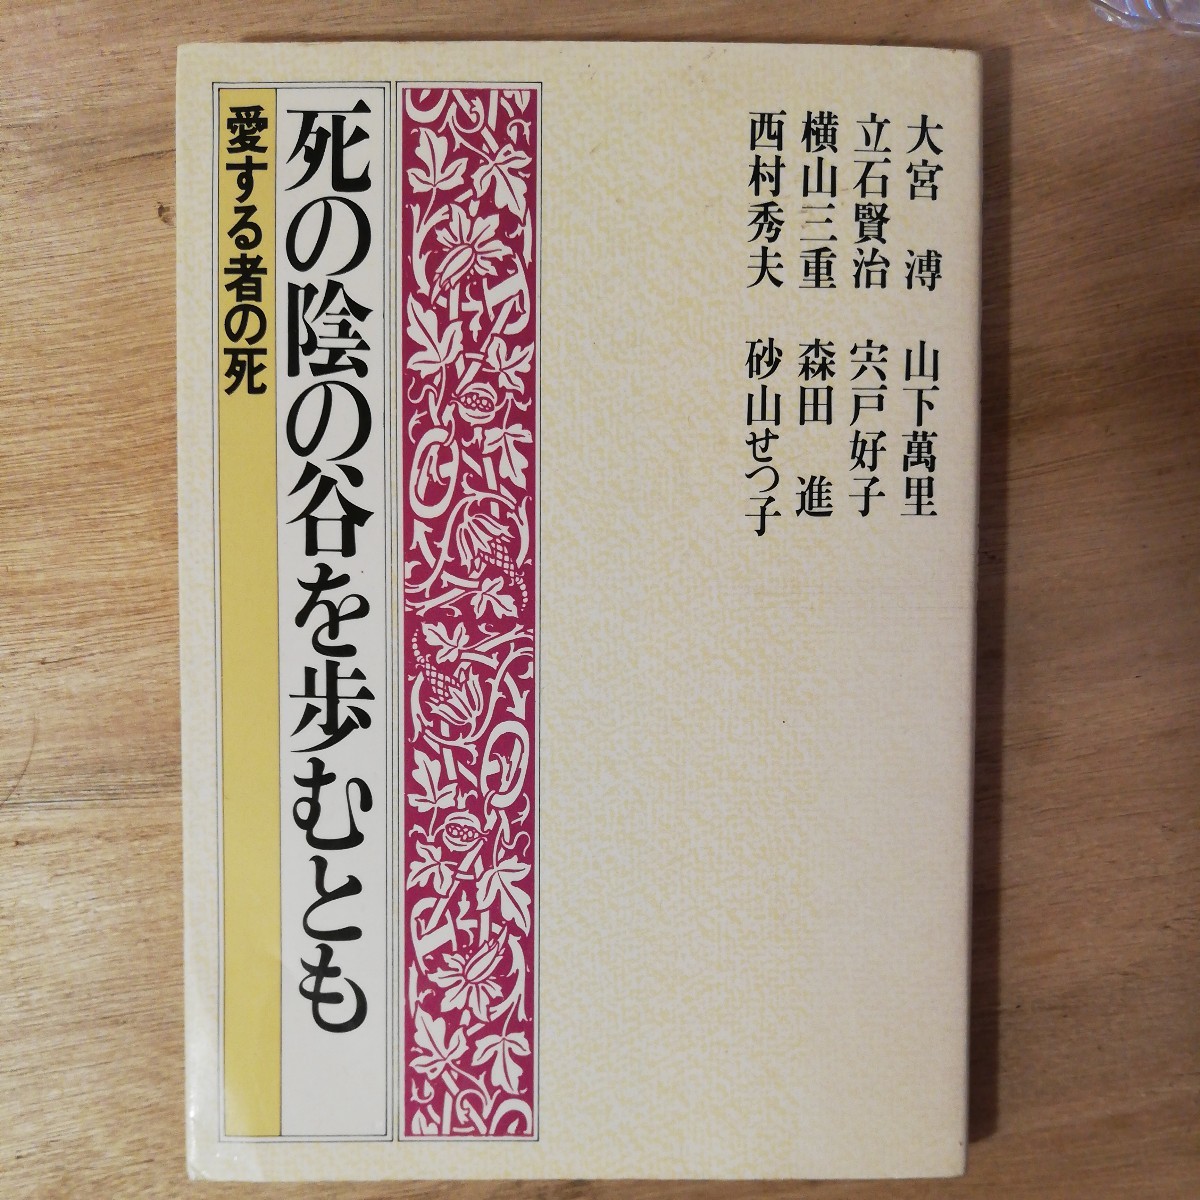 大宮 溥 山下萬里
立石賢治 宍戸好子
横山三重 森田 進
西村秀夫 砂山せつ子
死の陰の谷を歩むとも
愛する者の死